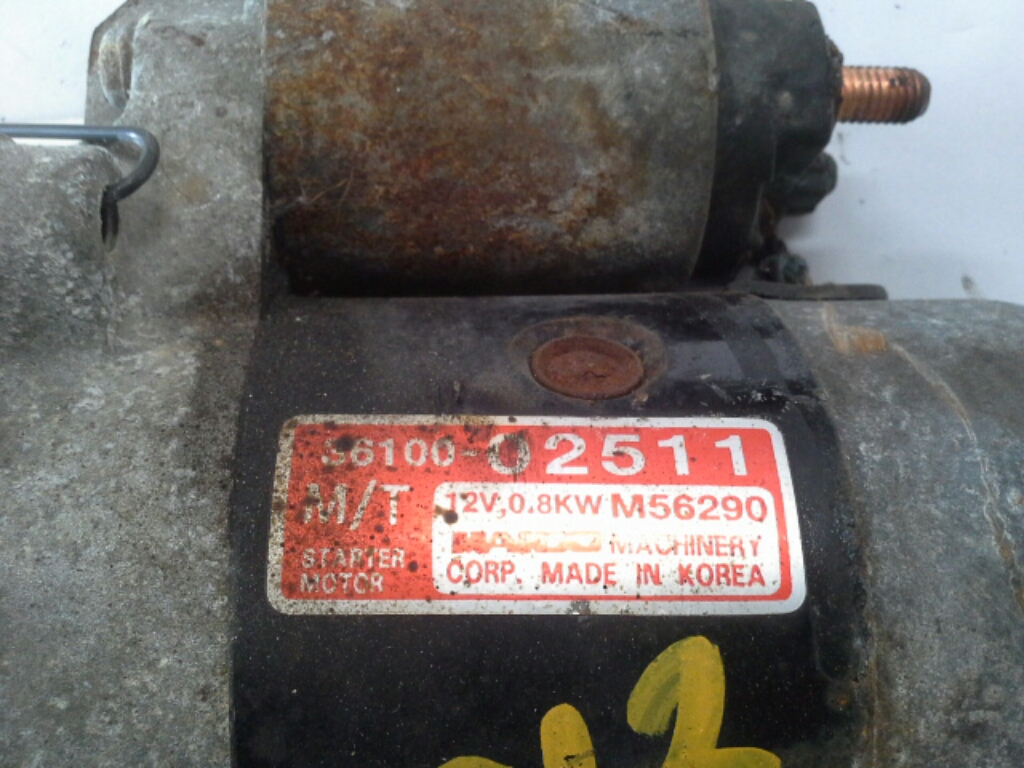 36100-02511
M/T
12V, 0.8KW M56290
MACHINERY
STARTER
MOTOR
CORP. MADE IN KOREA